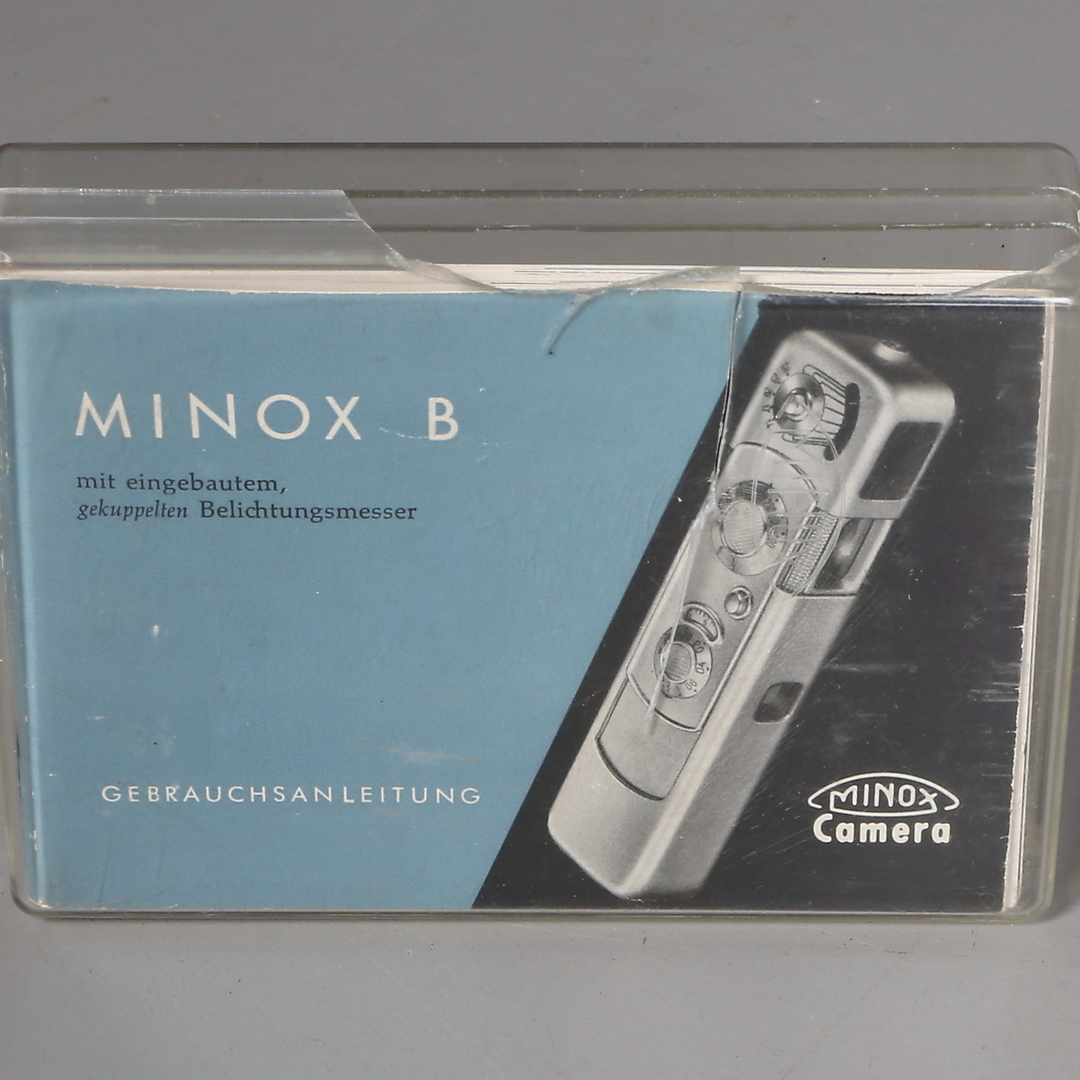 MINOX B
mit eingebautem,
gekuppelten Belichtungsmesser
GEBRAUCHSANLEITUNG
MINOX
Camera